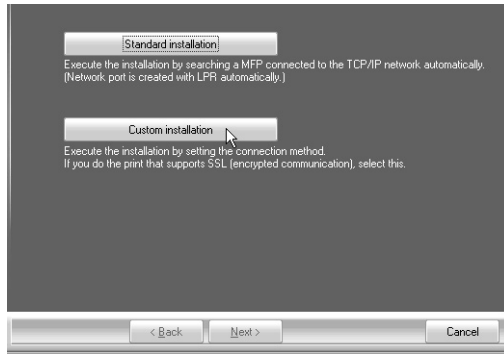 Standard installation
Execute the installation by searching a MFP connected to the TCP/IP network automatically.
(Network port is created with LPR automatically.)
Custom installation
Execute the installation by setting the connection method.
If you do the print that supports SSL (encrypted communication), select this.
< Back Next > Cancel